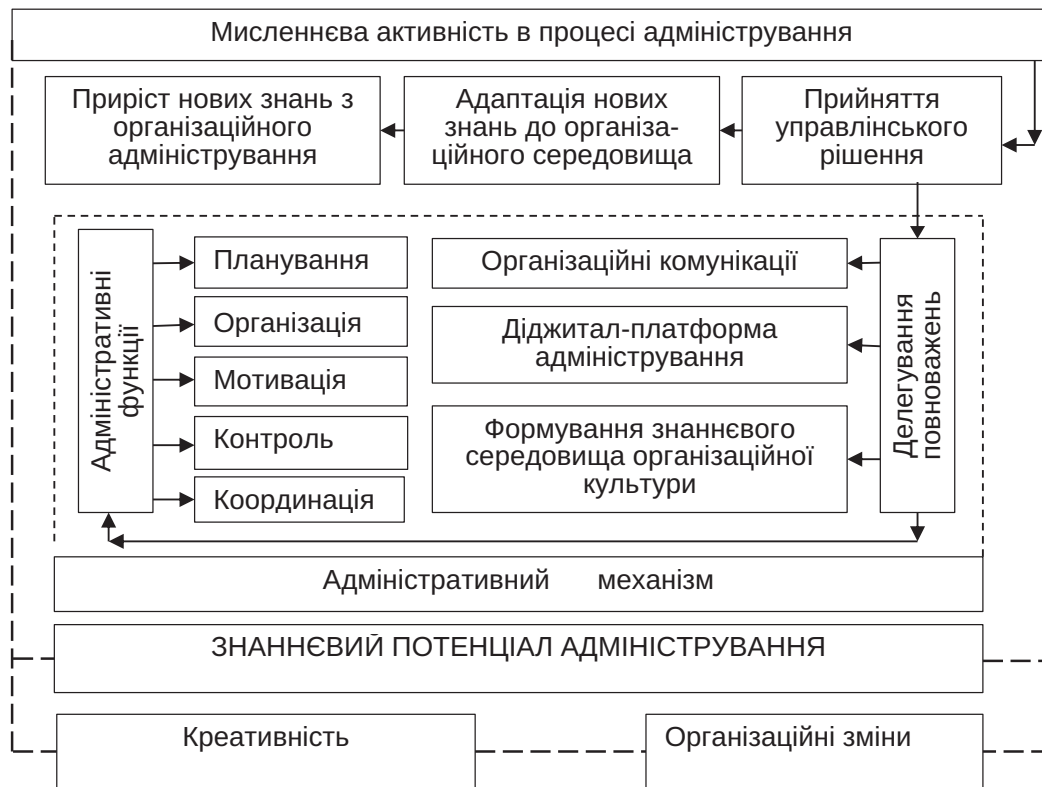 Мисленнєва активність в процесі адміністрування
Приріст нових знань з
організаційного
адміністрування
Адаптація нових
знань до організа-
ційного середовища
Прийняття
управлінського
рішення
Адміністративні
функції
Планування
Організація
Мотивація
Контроль
Координація
Організаційні комунікації
Діджитал-платформа
адміністрування
Формування знаннєвого
середовища організаційної
культури
Делегування
повноважень
Адміністративний механізм
ЗНАННЄВИЙ ПОТЕНЦІАЛ АДМІНІСТРУВАННЯ
Креативність
Організаційні зміни